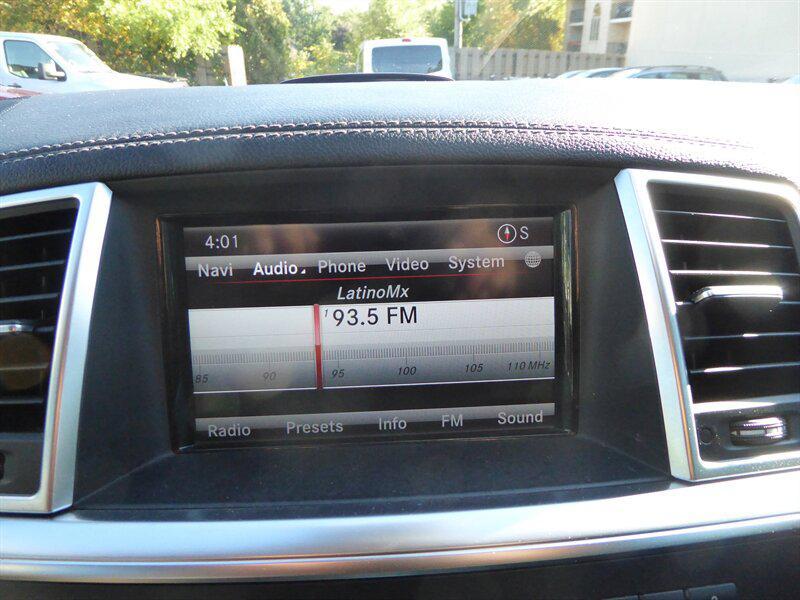 4:01 S
Navi Audio Phone Video System
LatinoMx
1 93.5 FM
85 90 95 100 105 110 MHz
Radio Presets Info FM Sound